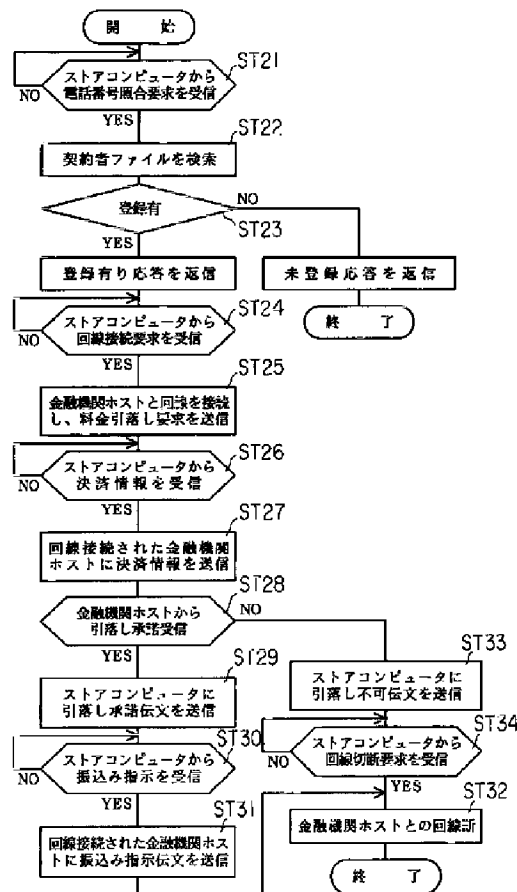 開 始
ストアコンピュータから
電話番号照合要求を受信
ST21
NO
YES
ST22
契約者ファイルを検索
登録有
NO
ST23
YES
登録有り応答を返信
未登録応答を返信
終 了
ST24
ストアコンピュータから
回線接続要求を受信
NO
YES
ST25
金融機関ホストと回線を接続
し、料金引落し要求を送信
ST26
ストアコンピュータから
決済情報を受信
NO
YES
ST27
回線接続された金融機関
ホストに決済情報を送信
ST28
金融機関ホストから
引落し承諾受信
NO
YES
ST29
ストアコンピュータに
引落し承諾伝文を送信
ST33
ストアコンピュータに
引落し不可伝文を送信
ST30
ストアコンピュータから
振込み指示を受信
NO
YES
ST34
ストアコンピュータから
回線切断要求を受信
NO
YES
ST31
回線接続された金融機関ホス
トに振込み指示伝文を送信
ST32
金融機関ホストとの回線断
終 了